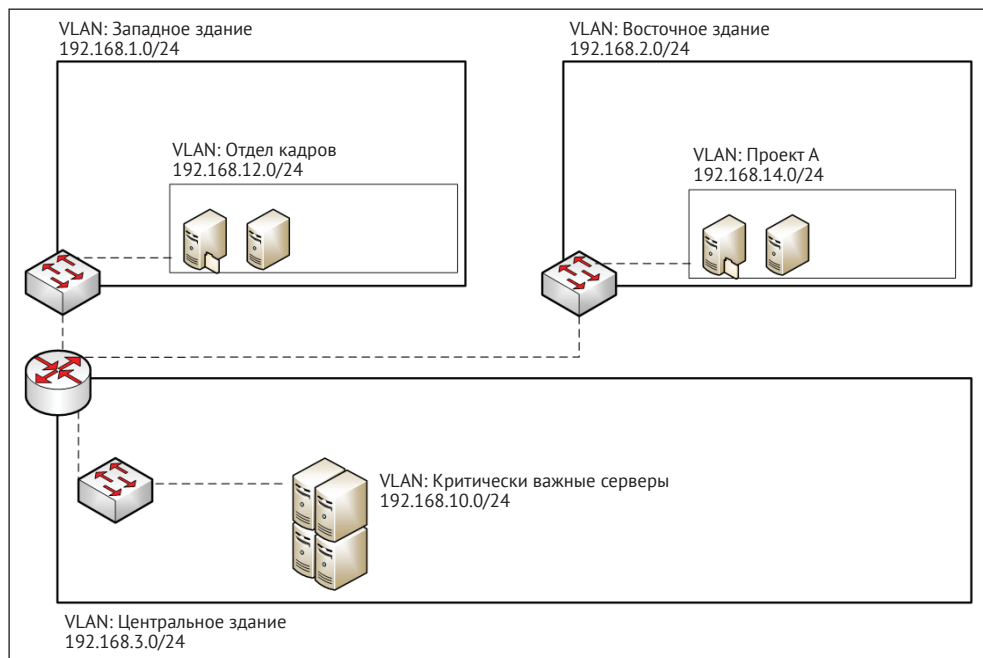 VLAN: Западное здание
192.168.1.0/24
VLAN: Восточное здание
192.168.2.0/24
VLAN: Отдел кадров
192.168.12.0/24
VLAN: Проект А
192.168.14.0/24
VLAN: Критически важные серверы
192.168.10.0/24
VLAN: Центральное здание
192.168.3.0/24